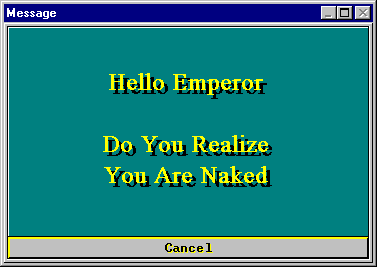 Message
Hello Emperor
Do You Realize
You Are Naked
Cancel